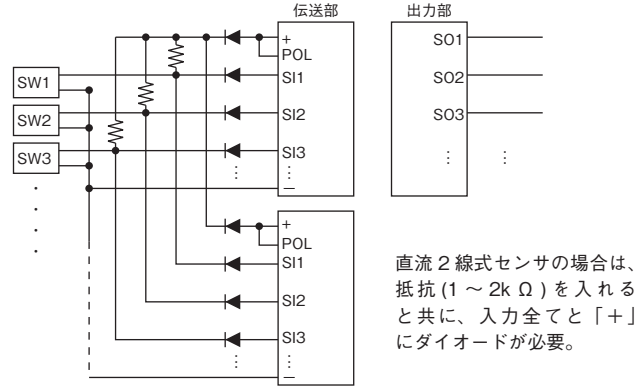 伝送部
出力部
+
POL
SI1
SI2
SI3
⋮ ⋮
−
SO1
SO2
SO3
⋮ ⋮
SW1
SW2
SW3
+
POL
SI1
SI2
SI3
⋮ ⋮
−
直流 2 線式センサの場合は、
抵抗 (1 ～ 2k Ω ) を入れる
と共に、入力全てと「＋」
にダイオードが必要。